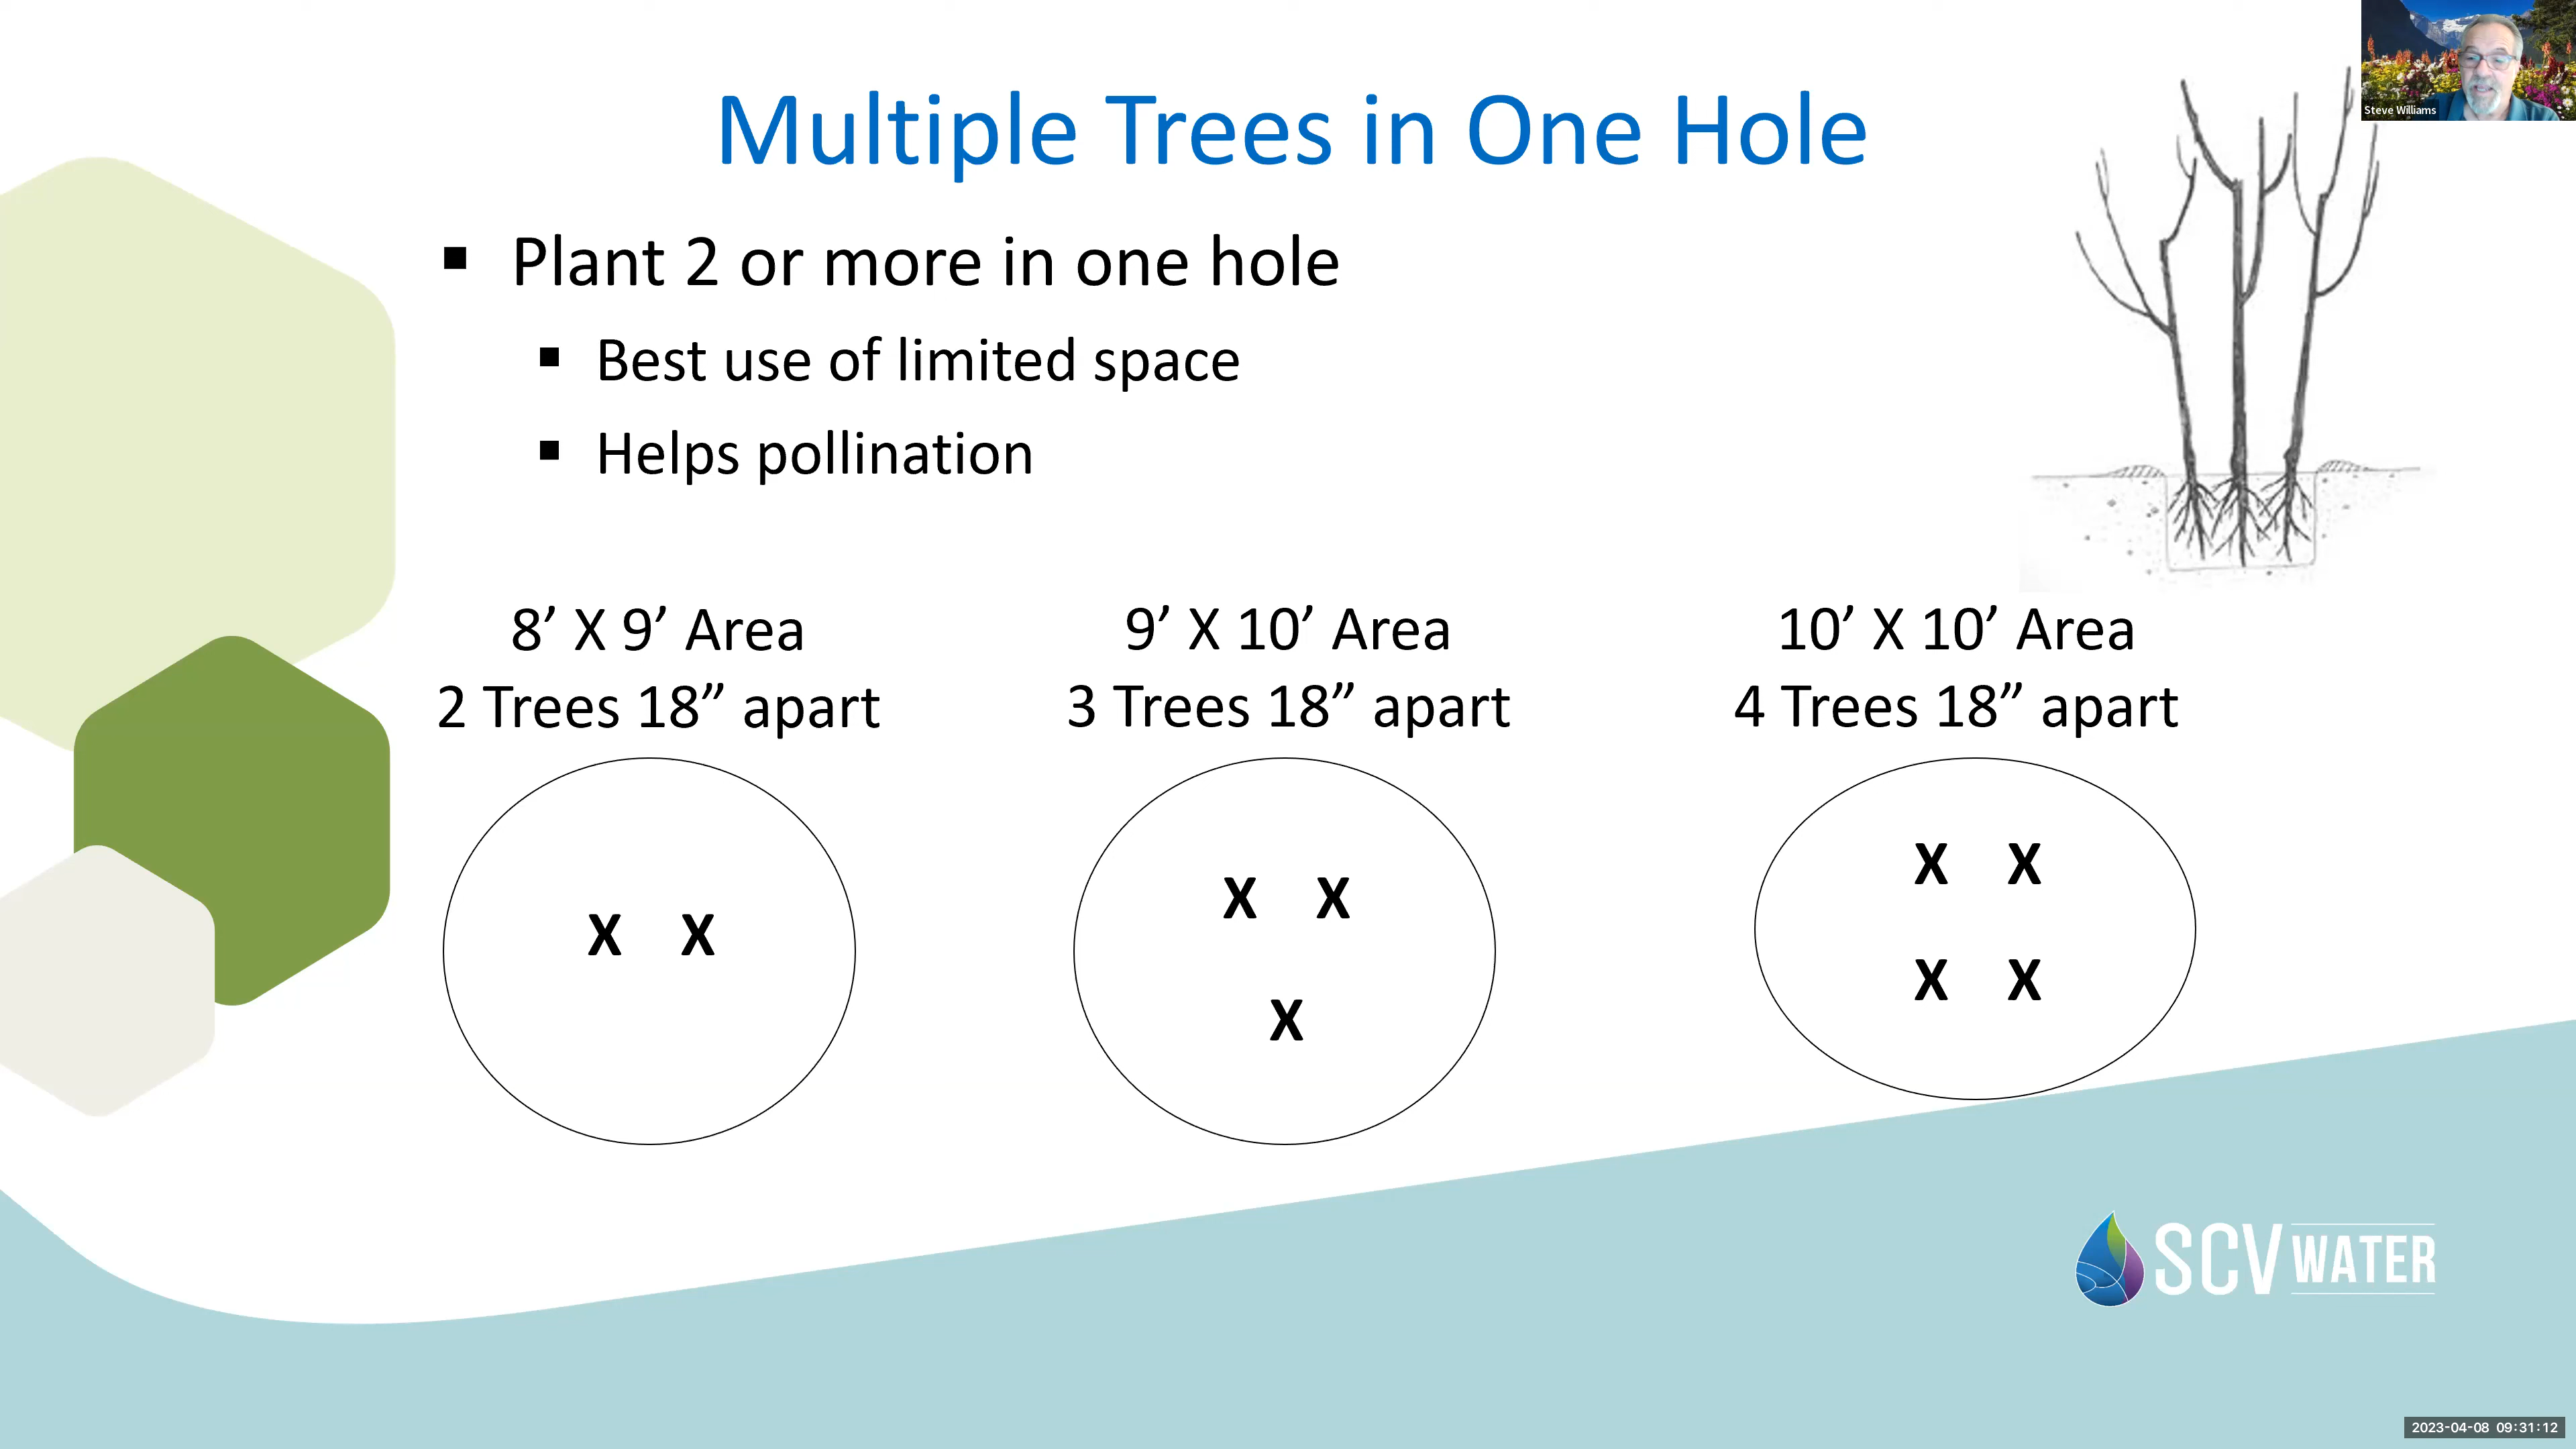 Steve Williams
Multiple Trees in One Hole
▪ Plant 2 or more in one hole
▪ Best use of limited space
▪ Helps pollination
8’ X 9’ Area
2 Trees 18” apart
9’ X 10’ Area
3 Trees 18” apart
10’ X 10’ Area
4 Trees 18” apart
X X
X X
X
X X
X X
SCV WATER
2023-04-08 09:31:12